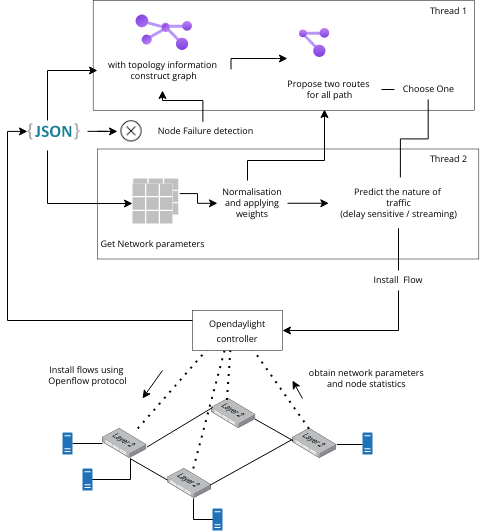 Thread 1
with topology information
construct graph
Propose two routes
for all path
Choose One
{JSON}
Node Failure detection
Thread 2
Normalisation
and applying
weights
Predict the nature of
traffic
(delay sensitive / streaming)
Get Network parameters
Install Flow
Opendaylight
controller
Install flows using
Openflow protocol
obtain network parameters
and node statistics
Layer 2
Layer 2
Layer 2
Layer 2